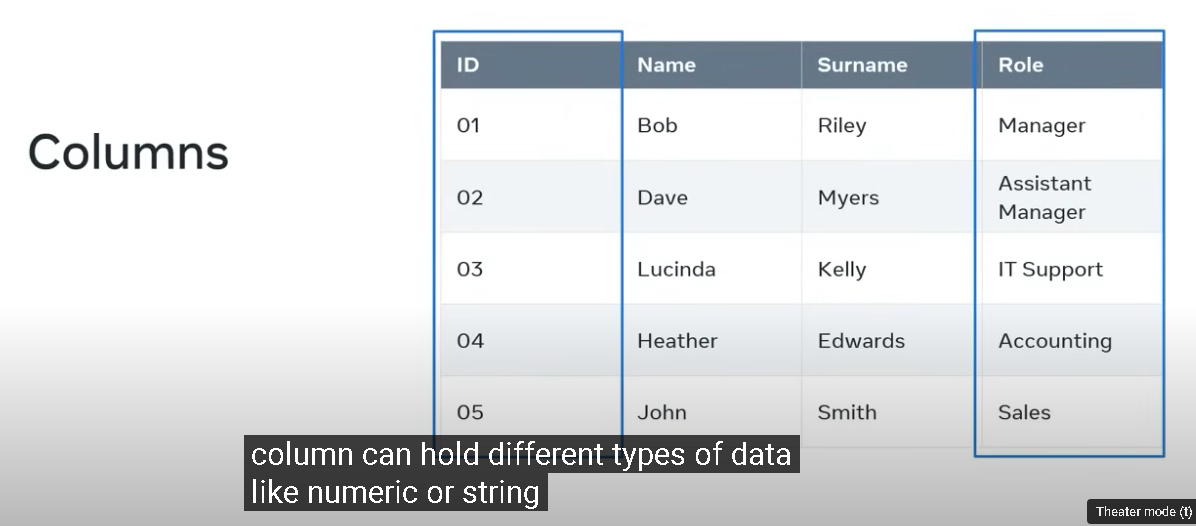 Columns
ID Name Surname Role
01 Bob Riley Manager
02 Dave Myers Assistant
Manager
03 Lucinda Kelly IT Support
04 Heather Edwards Accounting
05 John Smith Sales
column can hold different types of data
like numeric or string
Theater mode (t)